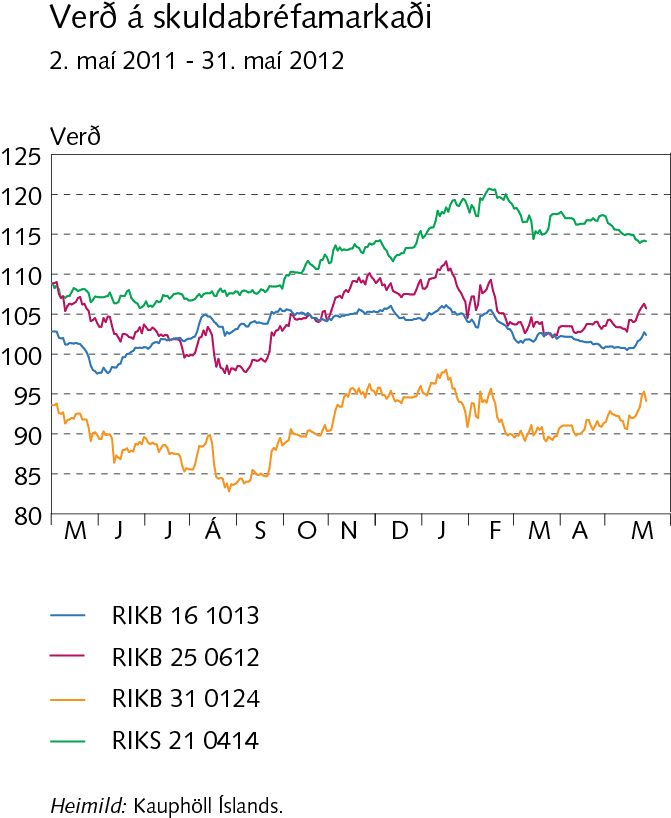 Verð á skuldabréfamarkaði
2. maí 2011 - 31. maí 2012
Verð
125
120
115
110
105
100
95
90
85
80
M J J Á S O N D J F M A M
RIKB 16 1013
RIKB 25 0612
RIKB 31 0124
RIKS 21 0414
Heimild: Kauphöll Íslands.